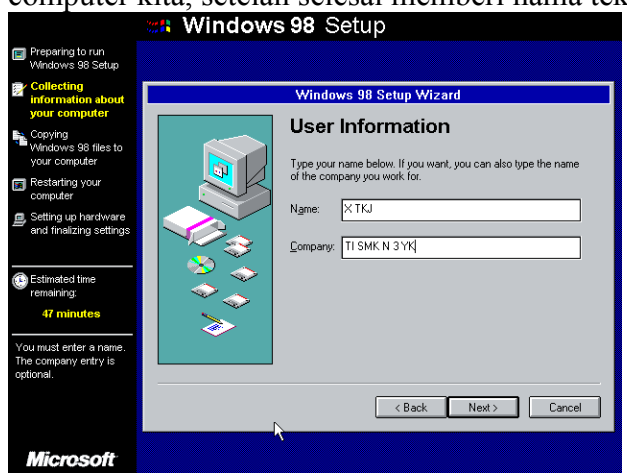 computer kita, setelah selesai memberi nama tek
Windows 98 Setup
Preparing to run
Windows 98 Setup
Collecting
information about
your computer
Copying
Windows 98 files to
your computer
Restarting your
computer
Setting up hardware
and finalizing settings
Estimated time
remaining:
47 minutes
You must enter a name.
The company entry is
optional.
Microsoft
Windows 98 Setup Wizard
User Information
Type your name below. If you want, you can also type the name
of the company you work for.
Name: X TKJ
Company: TI SMK N 3 YK
< Back Next > Cancel